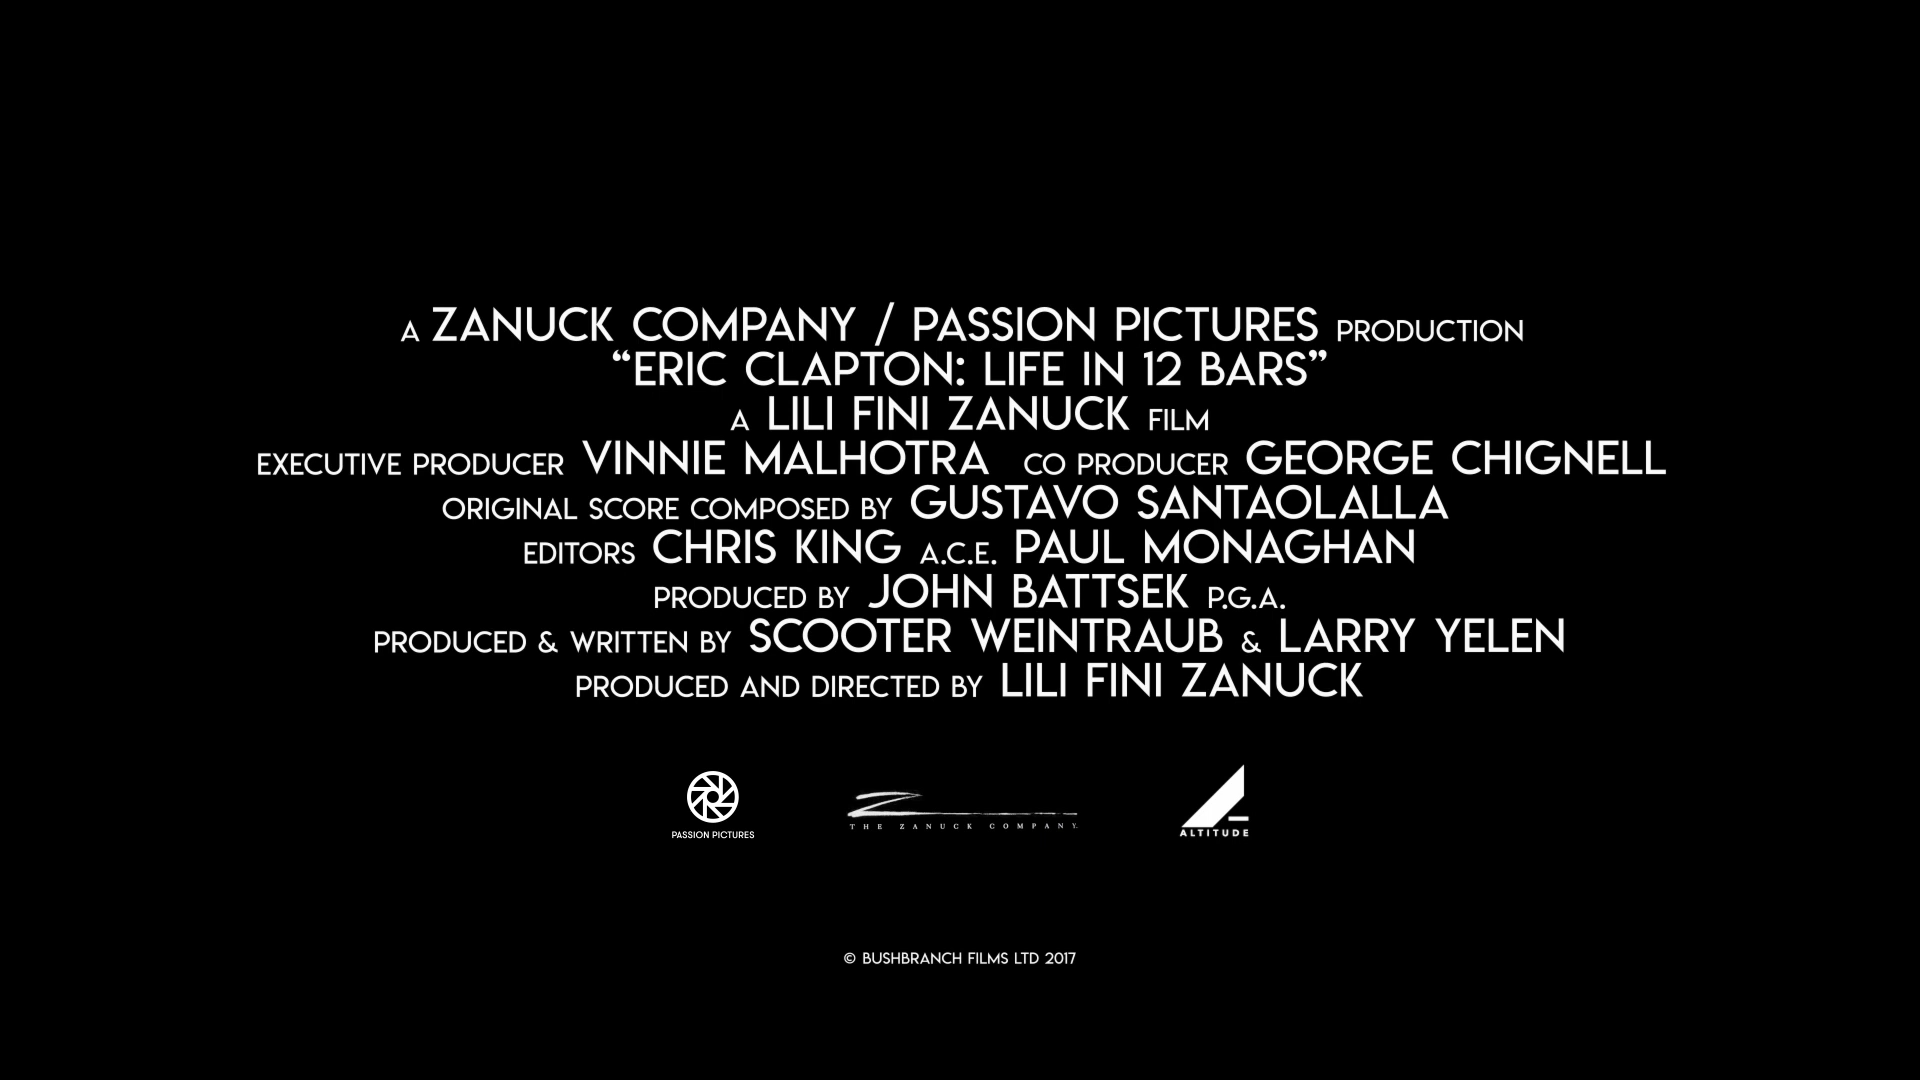 A ZANUCK COMPANY / PASSION PICTURES PRODUCTION
“ERIC CLAPTON: LIFE IN 12 BARS”
A LILI FINI ZANUCK FILM
EXECUTIVE PRODUCER VINNIE MALHOTRA CO PRODUCER GEORGE CHIGNELL
ORIGINAL SCORE COMPOSED BY GUSTAVO SANTAOLALLA
EDITORS CHRIS KING A.C.E. PAUL MONAGHAN
PRODUCED BY JOHN BATTSEK P.G.A.
PRODUCED & WRITTEN BY SCOOTER WEINTRAUB & LARRY YELEN
PRODUCED AND DIRECTED BY LILI FINI ZANUCK
PASSION PICTURES
THE ZANUCK COMPANY
ALTITUDE
© BUSHBRANCH FILMS LTD 2017